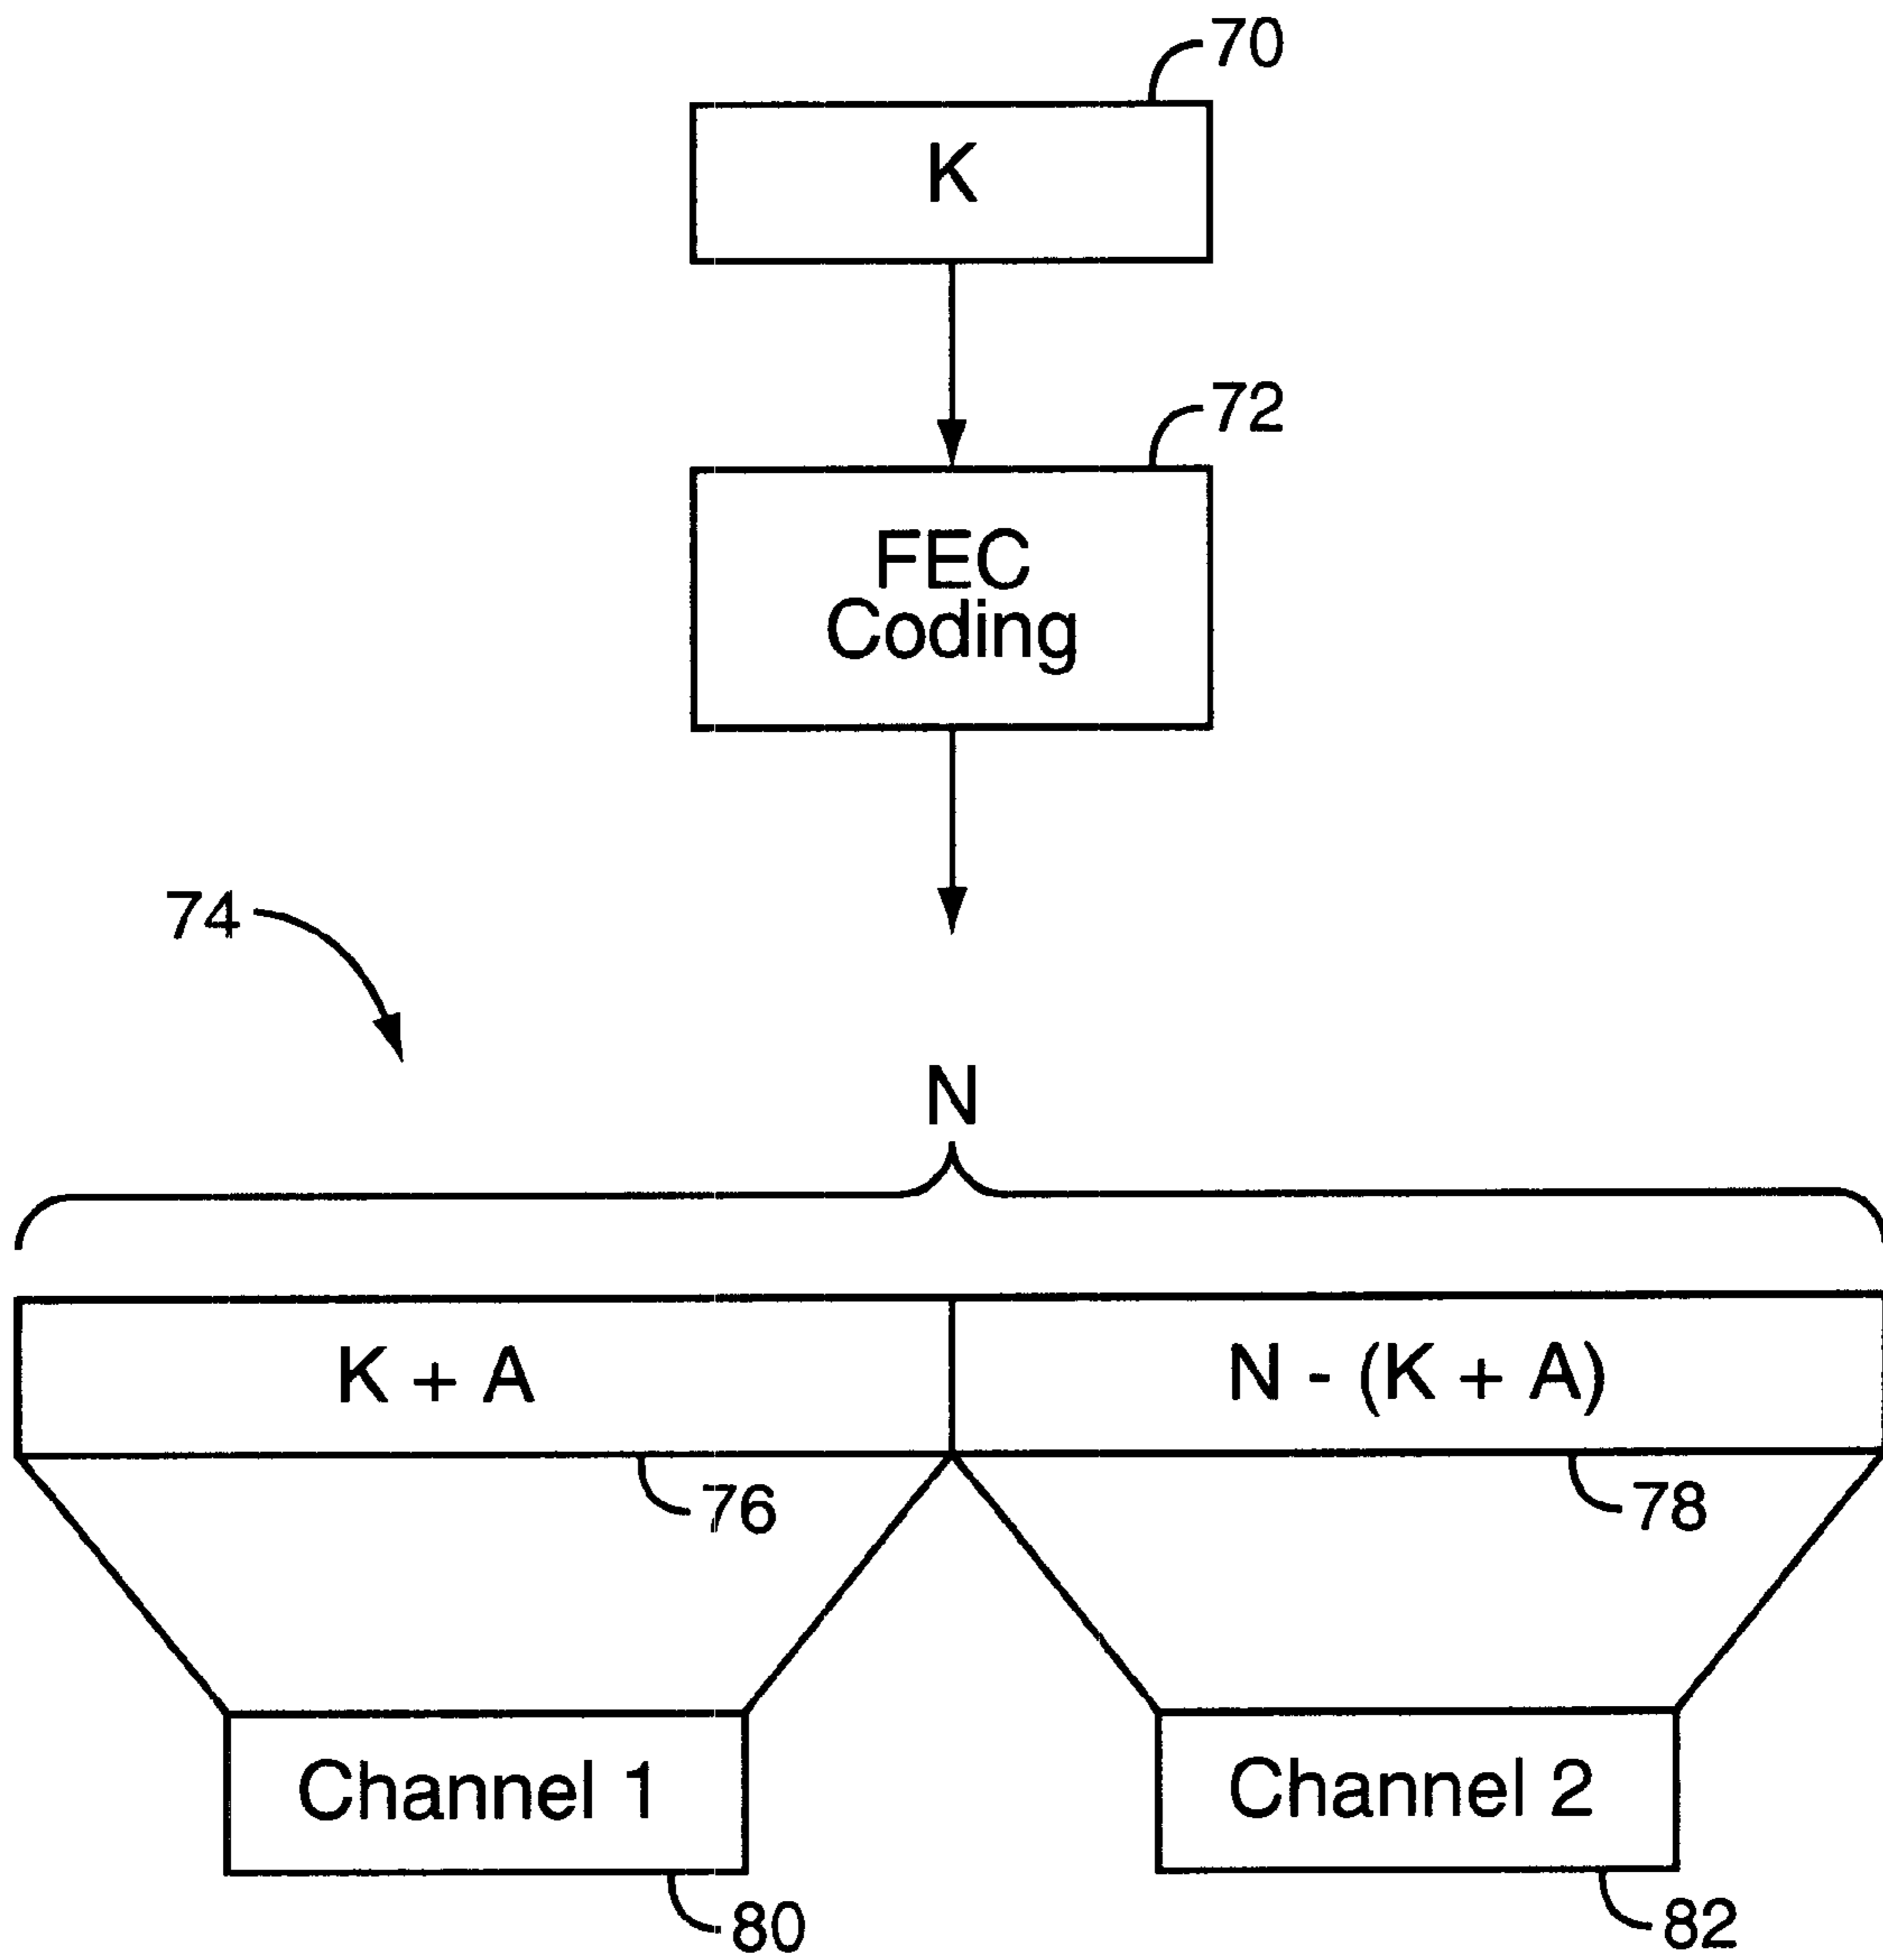 70
K
72
FEC
Coding
74
N
K + A
N - (K + A)
76
78
Channel 1
Channel 2
80
82